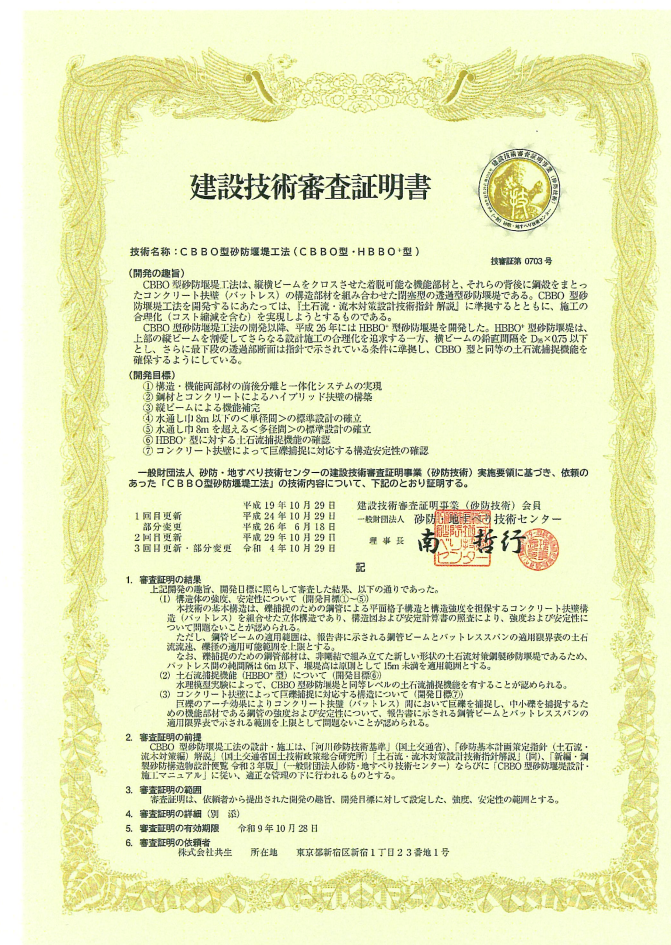 建設技術審査証明書
技術名称:CBBO型砂防堰堤工法(CBBO型・HBBO⁺型)
技審証第 0703 号
(開発の趣旨)
CBBO 型砂防堰堤工法は、縦横ビームをクロスさせた着脱可能な機能部材と、それらの背後に鋼殻をまとっ
たコンクリート扶壁(バットレス)の構造部材を組み合わせた閉塞型の透過型砂防堰堤である。CBBO 型砂
防堰堤工法を開発するにあたっては、『土石流・流木対策設計技術指針 解説』に準拠するとともに、施工の
合理化(コスト縮減を含む)を実現しようとするものである。
CBBO 型砂防堰堤工法の開発以降、平成 26 年には HBBO⁺ 型砂防堰堤を開発した。HBBO⁺ 型砂防堰堤は、
上部の縦ビームを割愛してさらなる設計施工の合理化を追求する一方、横ビームの鉛直間隔を D₉₅×0.75 以下
とし、さらに最下段の透過部断面は指針で示されている条件に準拠し、CBBO 型と同等の土石流捕捉機能を
確保するようにしている。
(開発目標)
① 構造・機能両部材の前後分離と一体化システムの実現
② 鋼材とコンクリートによるハイブリッド扶壁の構築
③ 縦ビームによる機能補完
④ 水通し巾 8m 以下の<単径間>の標準設計の確立
⑤ 水通し巾 8m を超える<多径間>の標準設計の確立
⑥ HBBO⁺ 型に対する土石流捕捉機能の確認
⑦ コンクリート扶壁によって巨礫捕捉に対応する構造安定性の確認
一般財団法人 砂防・地すべり技術センターの建設技術審査証明事業(砂防技術)実施要領に基づき、依頼の
あった「CBBO型砂防堰堤工法」の技術内容について、下記のとおり証明する。
平成 19 年 10 月 29 日
1回目更新 平成 24 年 10 月 29 日
部分変更 平成 26 年 6 月 18 日
2回目更新 平成 29 年 10 月 29 日
3回目更新・部分変更 令和 4 年 10 月 29 日
建設技術審査証明事業(砂防技術)会員
一般財団法人 砂防・地すべり技術センター
理事長 南 哲行
記
1. 審査証明の結果
上記開発の趣旨、開発目標に照らして審査した結果、以下の通りであった。
(1) 構造体の強度、安定性について(開発目標①~⑤)
本技術の基本構造は、礫捕捉のための鋼管による平面格子構造と構造強度を担保するコンクリート扶壁構
造(バットレス)を組合せた立体構造であり、構造図および安定計算書の照査により、強度および安定性に
ついて問題ないことが認められる。
ただし、鋼管ビームの適用範囲は、報告書に示される鋼管ビームとバットレススパンの適用限界表の土石
流流速、礫径の適用可能範囲を上限とする。
なお、礫捕捉のための鋼管部材は、非剛結で組み立てた新しい形状の土石流対策鋼製砂防堰堤であるため、
バットレス間の純間隔は 6m 以下、堰堤高は原則として 15m 未満を適用範囲とする。
(2) 土石流捕捉機能(HBBO⁺ 型)について(開発目標⑥)
水理模型実験によって、CBBO 型砂防堰堤と同等レベルの土石流捕捉機能を有することが認められる。
(3) コンクリート扶壁によって巨礫捕捉に対応する構造について(開発目標⑦)
巨礫のアーチ効果によりコンクリート扶壁(バットレス)間において巨礫を捕捉し、中小礫を捕捉するた
めの機能部材である鋼管の強度および安定性について、報告書に示される鋼管ビームとバットレススパンの
適用限界表で示される範囲を上限として問題ないことが認められる。
2. 審査証明の前提
CBBO 型砂防堰堤工法の設計・施工は、「河川砂防技術基準」(国土交通省)、『砂防基本計画策定指針(土石流・
流木対策編)解説』(国土交通省国土技術政策総合研究所)『土石流・流木対策設計技術指針解説』(同)、『新編・鋼
製砂防構造物設計便覧 令和3年版』(一般財団法人砂防・地すべり技術センター)ならびに「CBBO 型砂防堰堤設計・
施工マニュアル」に従い、適正な管理の下に行われるものとする。
3. 審査証明の範囲
審査証明は、依頼者から提出された開発の趣旨、開発目標に対して設定した、強度、安定性の範囲とする。
4. 審査証明の詳細(別 添)
5. 審査証明の有効期限 令和 9 年 10 月 28 日
6. 審査証明の依頼者
株式会社共生 所在地 東京都新宿区新宿1丁目23番地1号